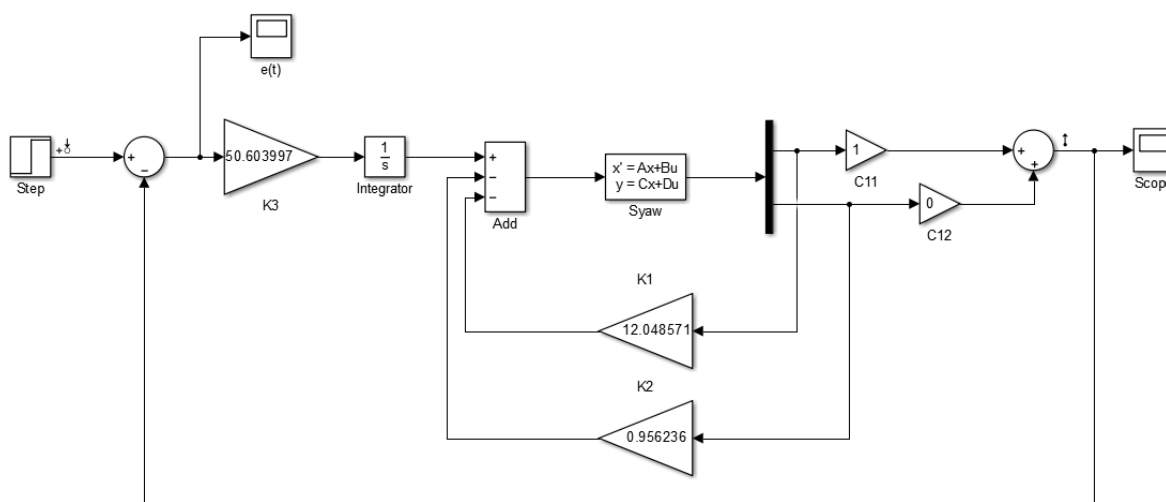 e(t)
Step
+
−
50.603997
K3
1
s
Integrator
+
−
−
Add
x' = Ax+Bu
y = Cx+Du
Syaw
1
C11
0
C12
+
+
Scop
K1
12.048571
K2
0.956236